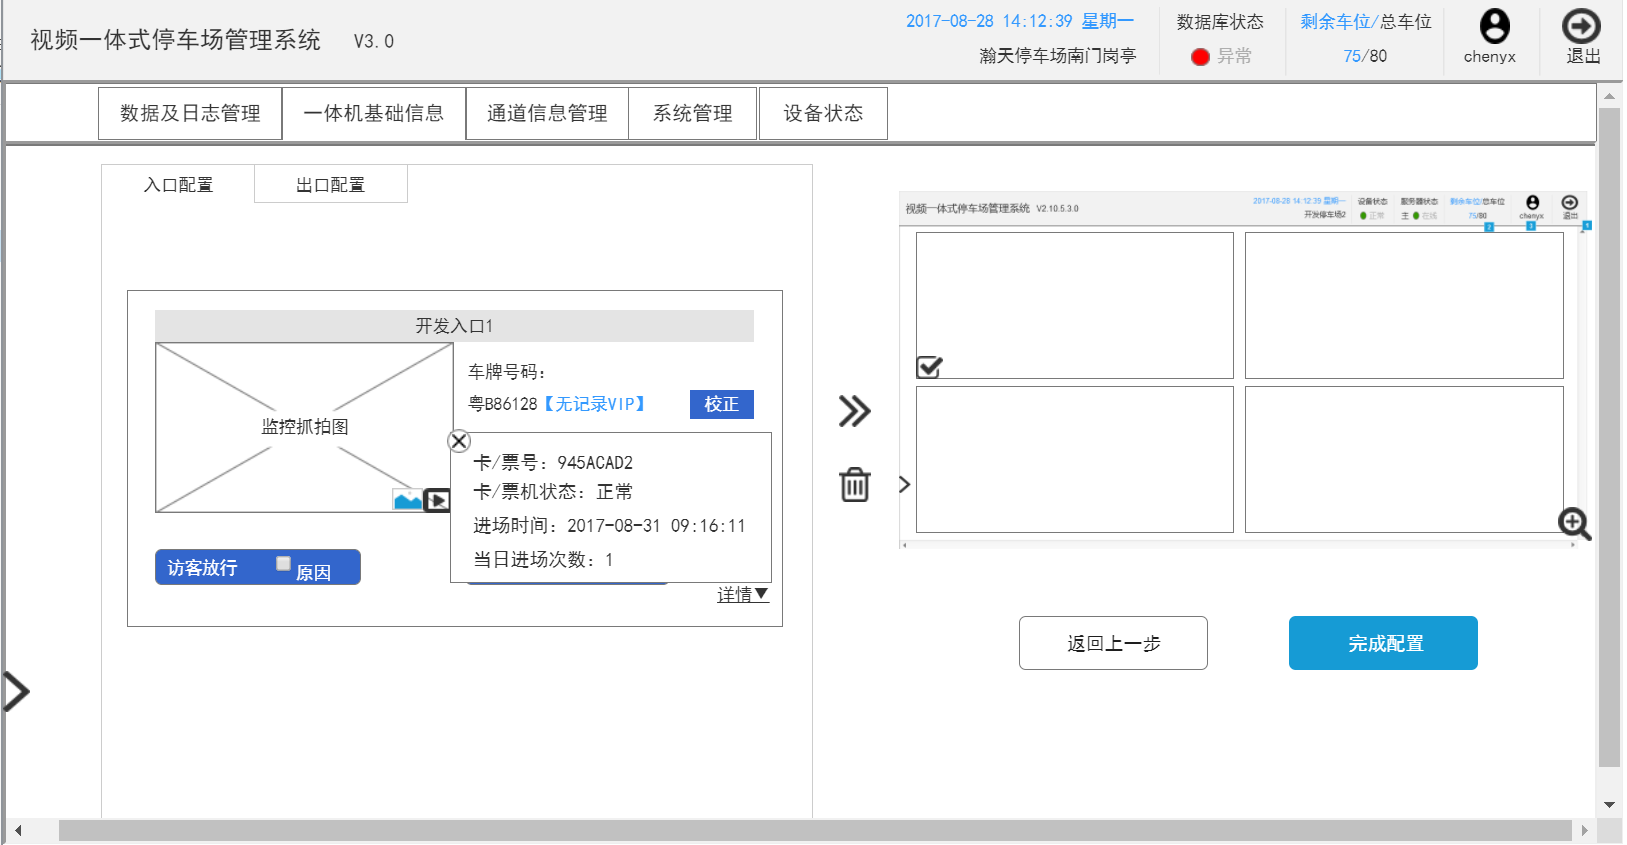 视频一体式停车场管理系统 V3.0
2017-08-28 14:12:39 星期一
瀚天停车场南门岗亭
数据库状态
异常
剩余车位/总车位
75/80
chenyx
退出
数据及日志管理
一体机基础信息
通道信息管理
系统管理
设备状态
入口配置
出口配置
开发入口1
监控抓拍图
车牌号码：
粤B86128【无记录VIP】
校正
卡/票号：945ACAD2
卡/票机状态：正常
进场时间：2017-08-31 09:16:11
当日进场次数：1
访客放行
原因
详情▼
视频一体式停车场管理系统 V2.10.5.3.0
2017-08-28 14:12:39 星期一
开发停车场2
设备状态
正常
服务器状态
主 在线
剩余车位/总车位
75/80
chenyx
退出
返回上一步
完成配置